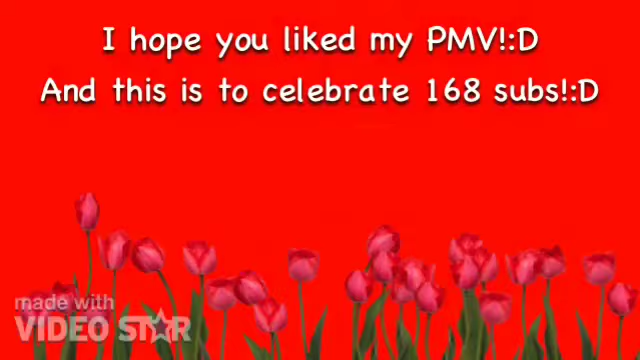 I hope you liked my PMV!:D
And this is to celebrate 168 subs!:D
made with
VIDEO STAR